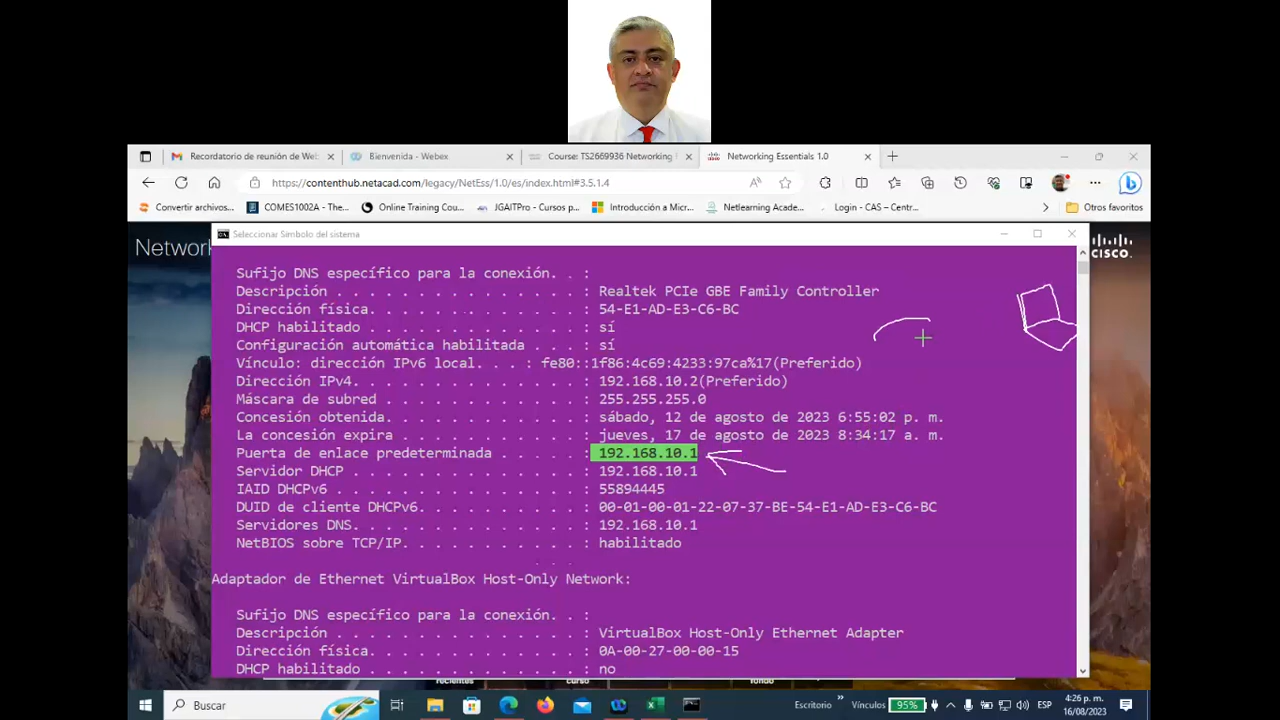 Recordatorio de reunión de Web
Bienvenida - Webex
Course: TS2669936 Networking
Networking Essentials 1.0
https://contenthub.netacad.com/legacy/NetEss/1.0/es/index.html#3.5.1.4
Convertir archivos...
COMES1002A - The...
Online Training Cou...
JGAITPro - Cursos p...
Introducción a Micr...
Netlearning Acade...
Login - CAS – Centr...
Otros favoritos
Network
CISCO
Seleccionar Símbolo del sistema
Sufijo DNS específico para la conexión. . :
Descripción . . . . . . . . . . . . . . . : Realtek PCIe GBE Family Controller
Dirección física. . . . . . . . . . . . . : 54-E1-AD-E3-C6-BC
DHCP habilitado . . . . . . . . . . . . . : sí
Configuración automática habilitada . . . : sí
Vínculo: dirección IPv6 local. . . : fe80::1f86:4c69:4233:97ca%17(Preferido)
Dirección IPv4. . . . . . . . . . . . . . : 192.168.10.2(Preferido)
Máscara de subred . . . . . . . . . . . . : 255.255.255.0
Concesión obtenida. . . . . . . . . . . . : sábado, 12 de agosto de 2023 6:55:02 p. m.
La concesión expira . . . . . . . . . . . : jueves, 17 de agosto de 2023 8:34:17 a. m.
Puerta de enlace predeterminada . . . . . : 192.168.10.1
Servidor DHCP . . . . . . . . . . . . . . : 192.168.10.1
IAID DHCPv6 . . . . . . . . . . . . . . . : 55894445
DUID de cliente DHCPv6. . . . . . . . . . : 00-01-00-01-22-07-37-BE-54-E1-AD-E3-C6-BC
Servidores DNS. . . . . . . . . . . . . . : 192.168.10.1
NetBIOS sobre TCP/IP. . . . . . . . . . . : habilitado
Adaptador de Ethernet VirtualBox Host-Only Network:
Sufijo DNS específico para la conexión. . :
Descripción . . . . . . . . . . . . . . . : VirtualBox Host-Only Ethernet Adapter
Dirección física. . . . . . . . . . . . . : 0A-00-27-00-00-15
DHCP habilitado . . . . . . . . . . . . . : no
recientes
curso
fondo
Buscar
Escritorio
Vínculos
95%
ESP
4:26 p. m.
16/08/2023